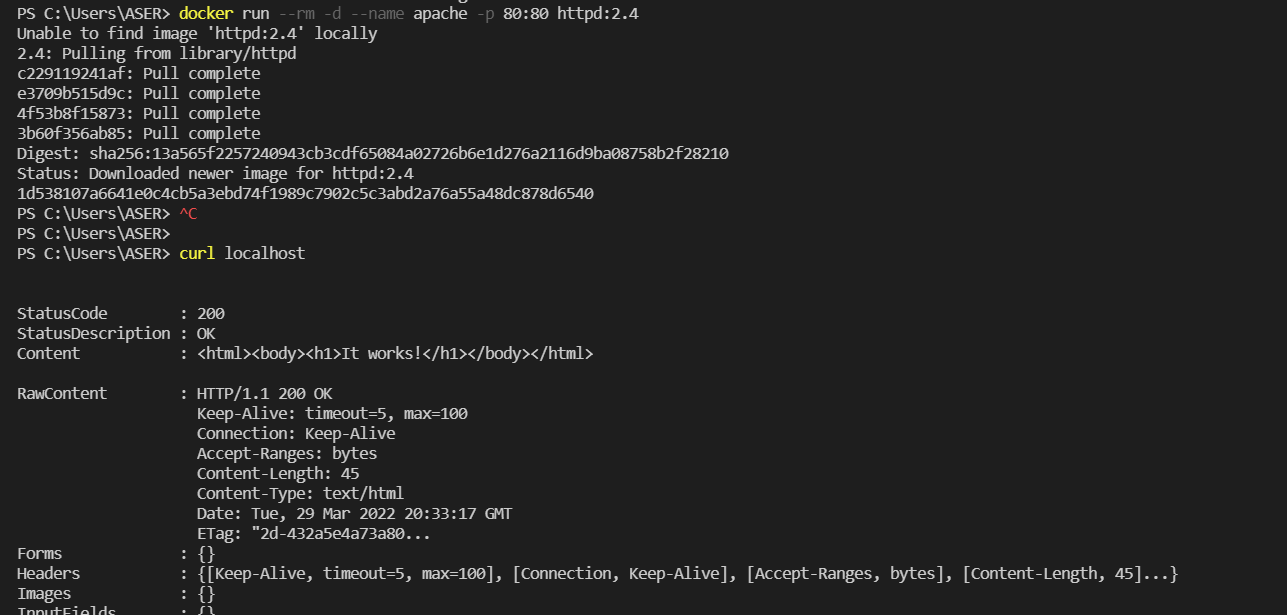 PS C:\Users\ASER> docker run --rm -d --name apache -p 80:80 httpd:2.4
Unable to find image 'httpd:2.4' locally
2.4: Pulling from library/httpd
c229119241af: Pull complete
e3709b515d9c: Pull complete
4f53b8f15873: Pull complete
3b60f356ab85: Pull complete
Digest: sha256:13a565f2257240943cb3cdf65084a02726b6e1d276a2116d9ba08758b2f28210
Status: Downloaded newer image for httpd:2.4
1d538107a6641e0c4cb5a3ebd74f1989c7902c5c3abd2a76a55a48dc878d6540
PS C:\Users\ASER> ^C
PS C:\Users\ASER>
PS C:\Users\ASER> curl localhost
StatusCode : 200
StatusDescription : OK
Content : <html><body><h1>It works!</h1></body></html>
RawContent : HTTP/1.1 200 OK
Keep-Alive: timeout=5, max=100
Connection: Keep-Alive
Accept-Ranges: bytes
Content-Length: 45
Content-Type: text/html
Date: Tue, 29 Mar 2022 20:33:17 GMT
ETag: "2d-432a5e4a73a80...
Forms : {}
Headers : {[Keep-Alive, timeout=5, max=100], [Connection, Keep-Alive], [Accept-Ranges, bytes], [Content-Length, 45]...}
Images : {}
InputFields : {}